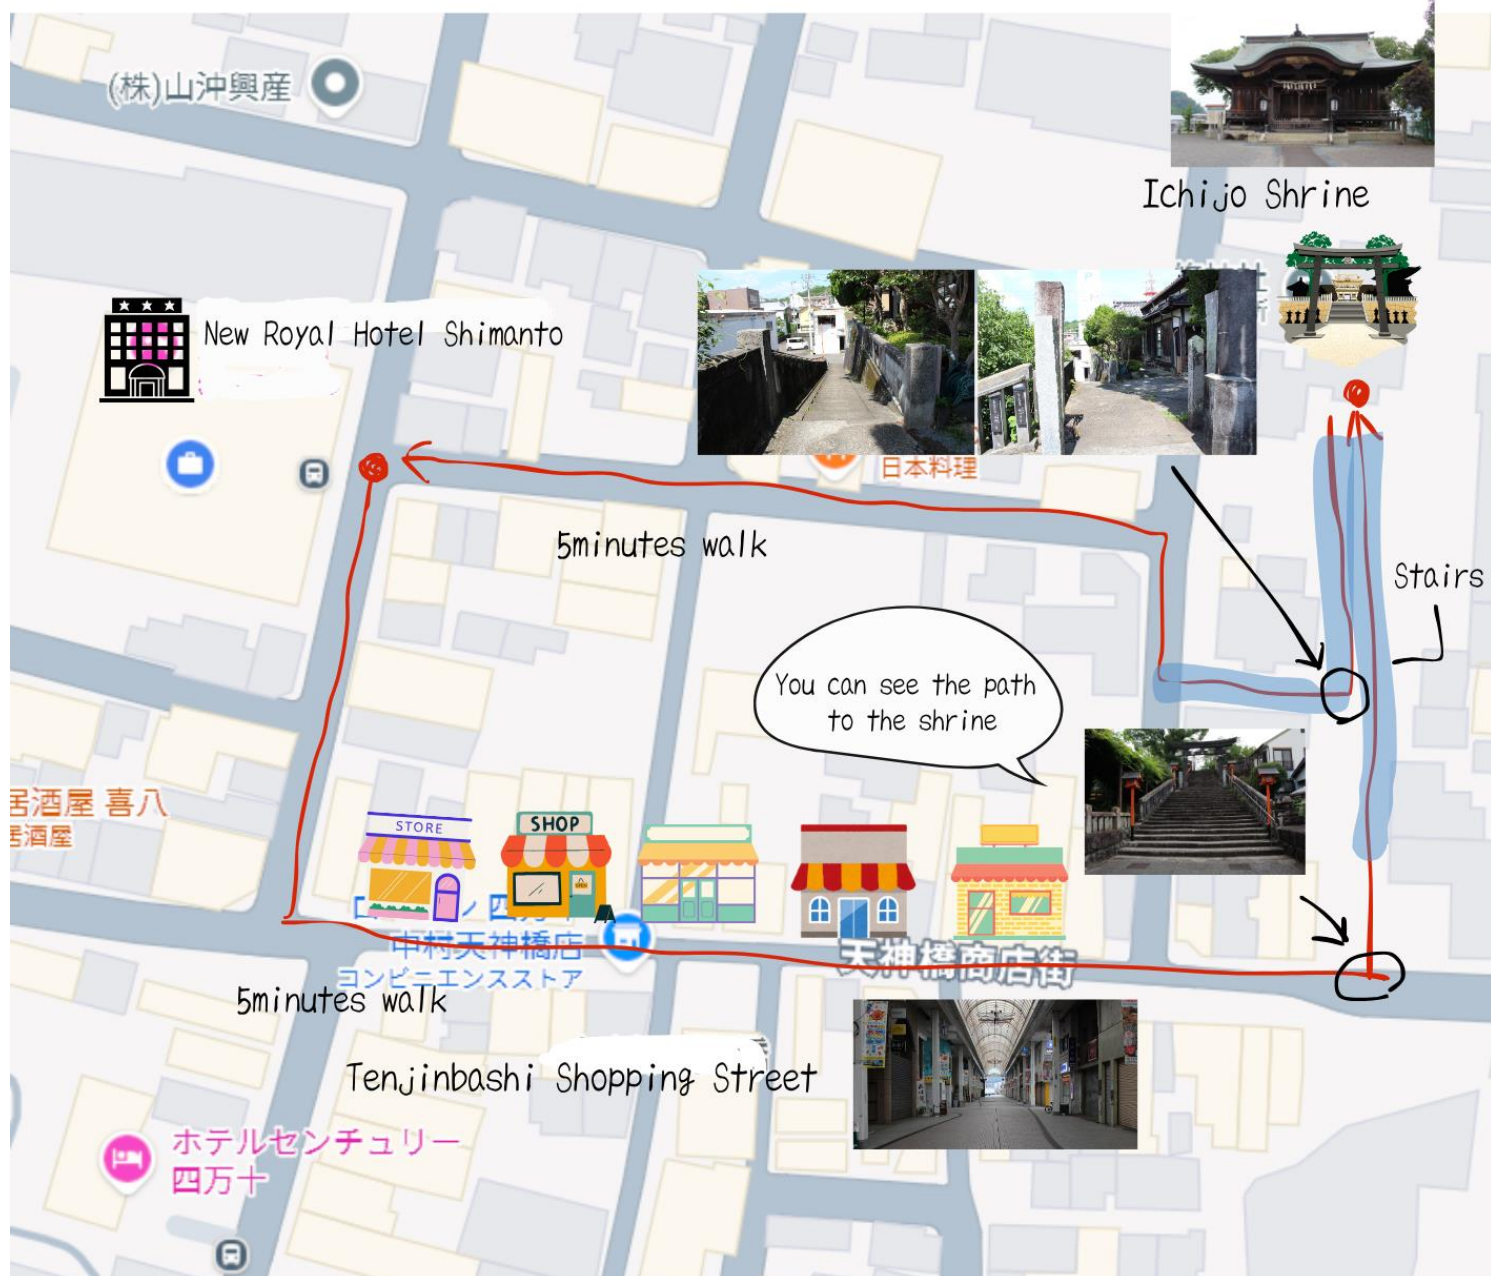 (株)山沖興産
Ichijo Shrine
New Royal Hotel Shimanto
日本料理
5minutes walk
Stairs
You can see the path
to the shrine
居酒屋 喜八
居酒屋
STORE
SHOP
中村天神橋店
コンビニエンスストア
天神橋商店街
5minutes walk
Tenjinbashi Shopping Street
ホテルセンチュリー
四万十